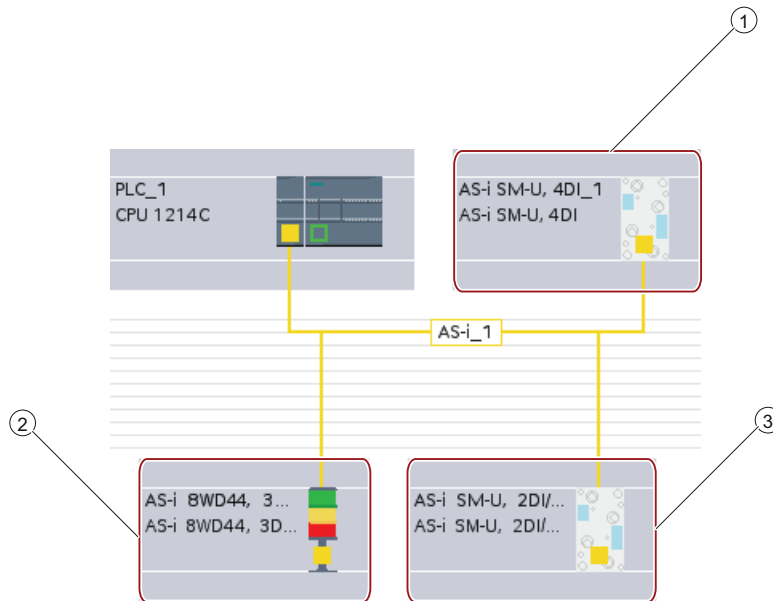 1
PLC_1
CPU 1214C
AS-i SM-U, 4DI_1
AS-i SM-U, 4DI
AS-i_1
2
3
AS-i 8WD44, 3...
AS-i 8WD44, 3D...
AS-i SM-U, 2DI/...
AS-i SM-U, 2DI/...